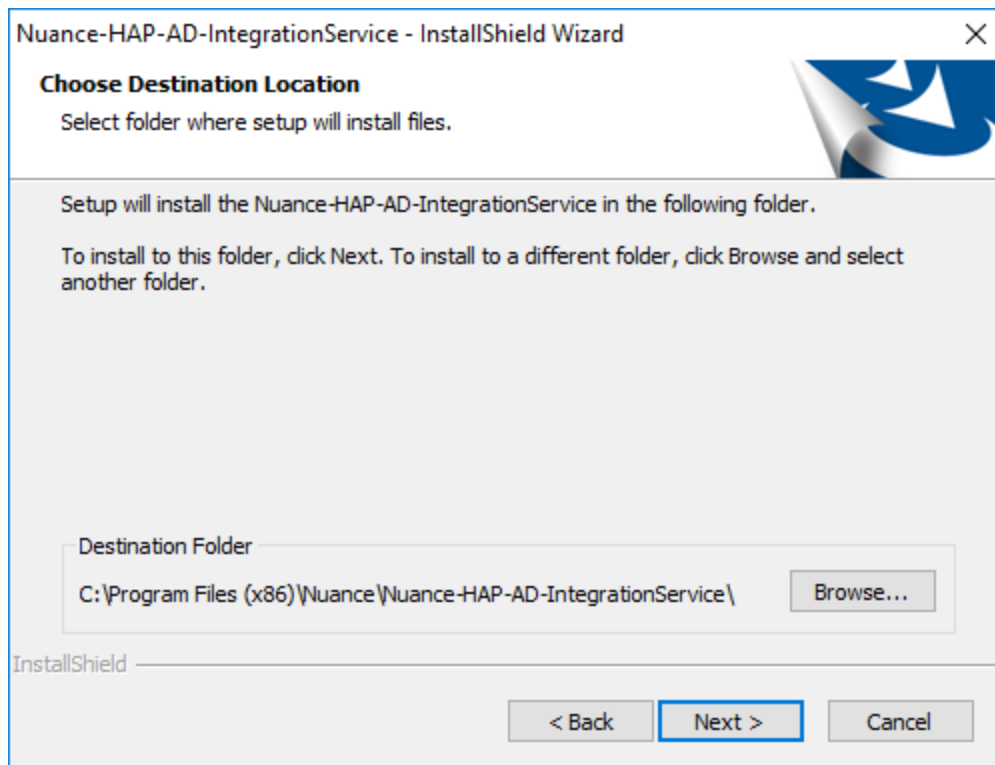 Nuance-HAP-AD-IntegrationService - InstallShield Wizard
Choose Destination Location
Select folder where setup will install files.
Setup will install the Nuance-HAP-AD-IntegrationService in the following folder.
To install to this folder, click Next. To install to a different folder, click Browse and select
another folder.
Destination Folder
C:\Program Files (x86)\Nuance\Nuance-HAP-AD-IntegrationService\
Browse...
InstallShield
< Back
Next >
Cancel